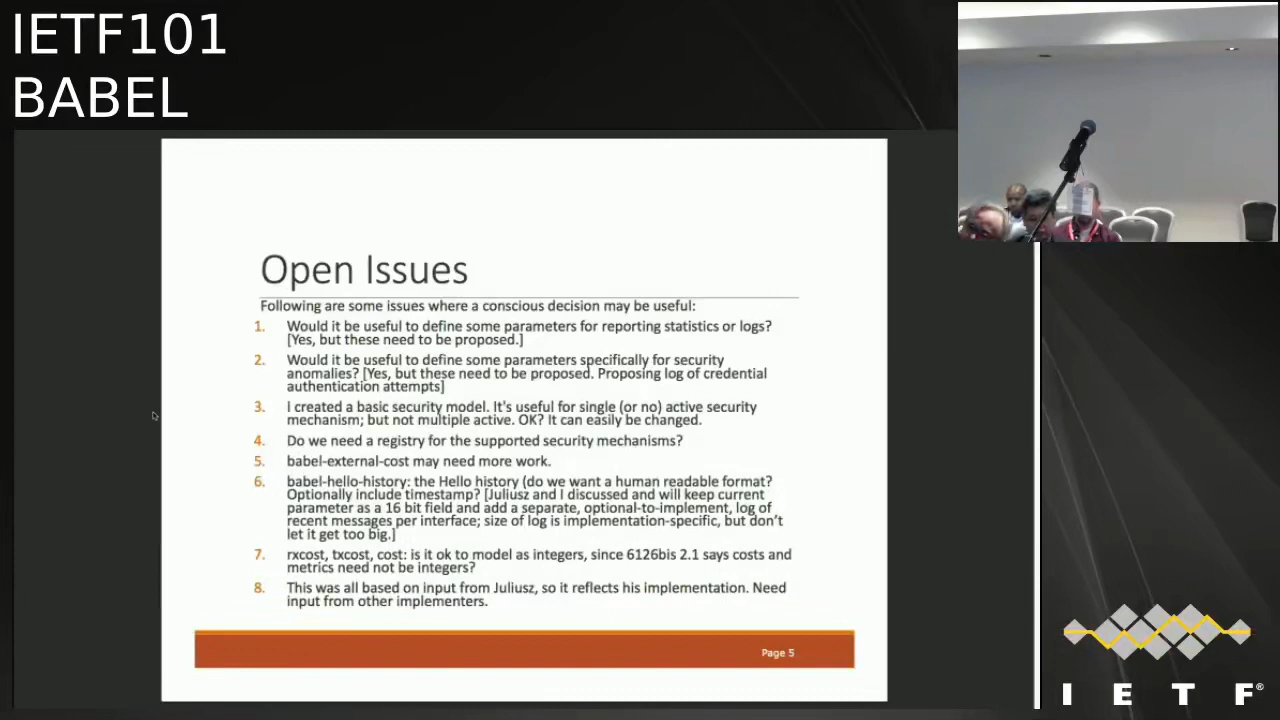 IETF101
BABEL
Open Issues
Following are some issues where a conscious decision may be useful:
1. Would it be useful to define some parameters for reporting statistics or logs?
[Yes, but these need to be proposed.]
2. Would it be useful to define some parameters specifically for security
anomalies? [Yes, but these need to be proposed. Proposing log of credential
authentication attempts]
3. I created a basic security model. It's useful for single (or no) active security
mechanism; but not multiple active. OK? It can easily be changed.
4. Do we need a registry for the supported security mechanisms?
5. babel-external-cost may need more work.
6. babel-hello-history: the Hello history (do we want a human readable format?
Optionally include timestamp? [Juliusz and I discussed and will keep current
parameter as a 16 bit field and add a separate, optional-to-implement, log of
recent messages per interface; size of log is implementation-specific, but don't
let it get too big.]
7. rxcost, txcost, cost: is it ok to model as integers, since 6126bis 2.1 says costs and
metrics need not be integers?
8. This was all based on input from Juliusz, so it reflects his implementation. Need
input from other implementers.
Page 5
I E T F®